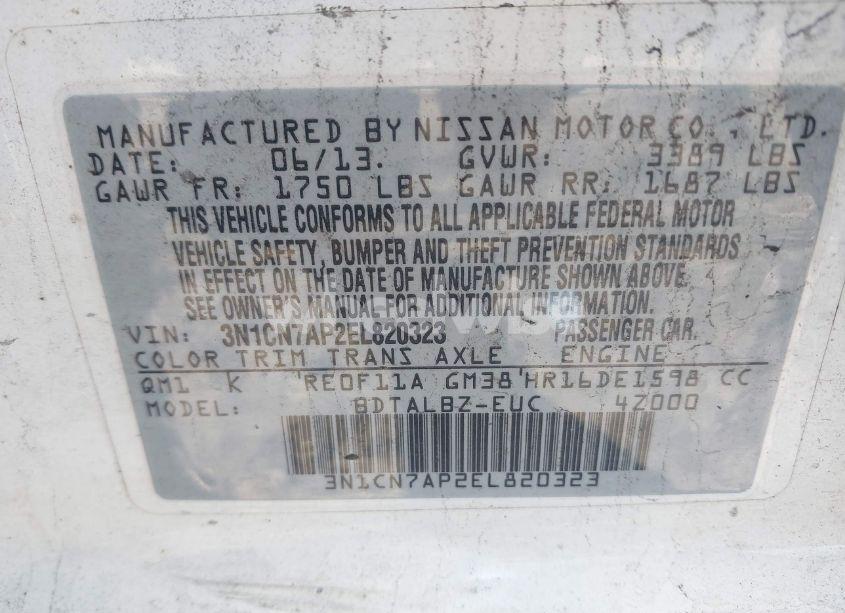 MANUFACTURED BY NISSAN MOTOR CO., LTD.
DATE: 06/13. GVWR: 3389 LBS
GAWR FR: 1750 LBS GAWR RR: 1687 LBS
THIS VEHICLE CONFORMS TO ALL APPLICABLE FEDERAL MOTOR
VEHICLE SAFETY, BUMPER AND THEFT PREVENTION STANDARDS
IN EFFECT ON THE DATE OF MANUFACTURE SHOWN ABOVE.
SEE OWNER'S MANUAL FOR ADDITIONAL INFORMATION.
VIN: 3N1CN7AP2EL820323 PASSENGER CAR.
COLOR TRIM TRANS AXLE ENGINE
QM1 K RE0F11A GM38 HR16DE1598 CC
MODEL: BDTALBZ-EUC 4Z000
3N1CN7AP2EL820323